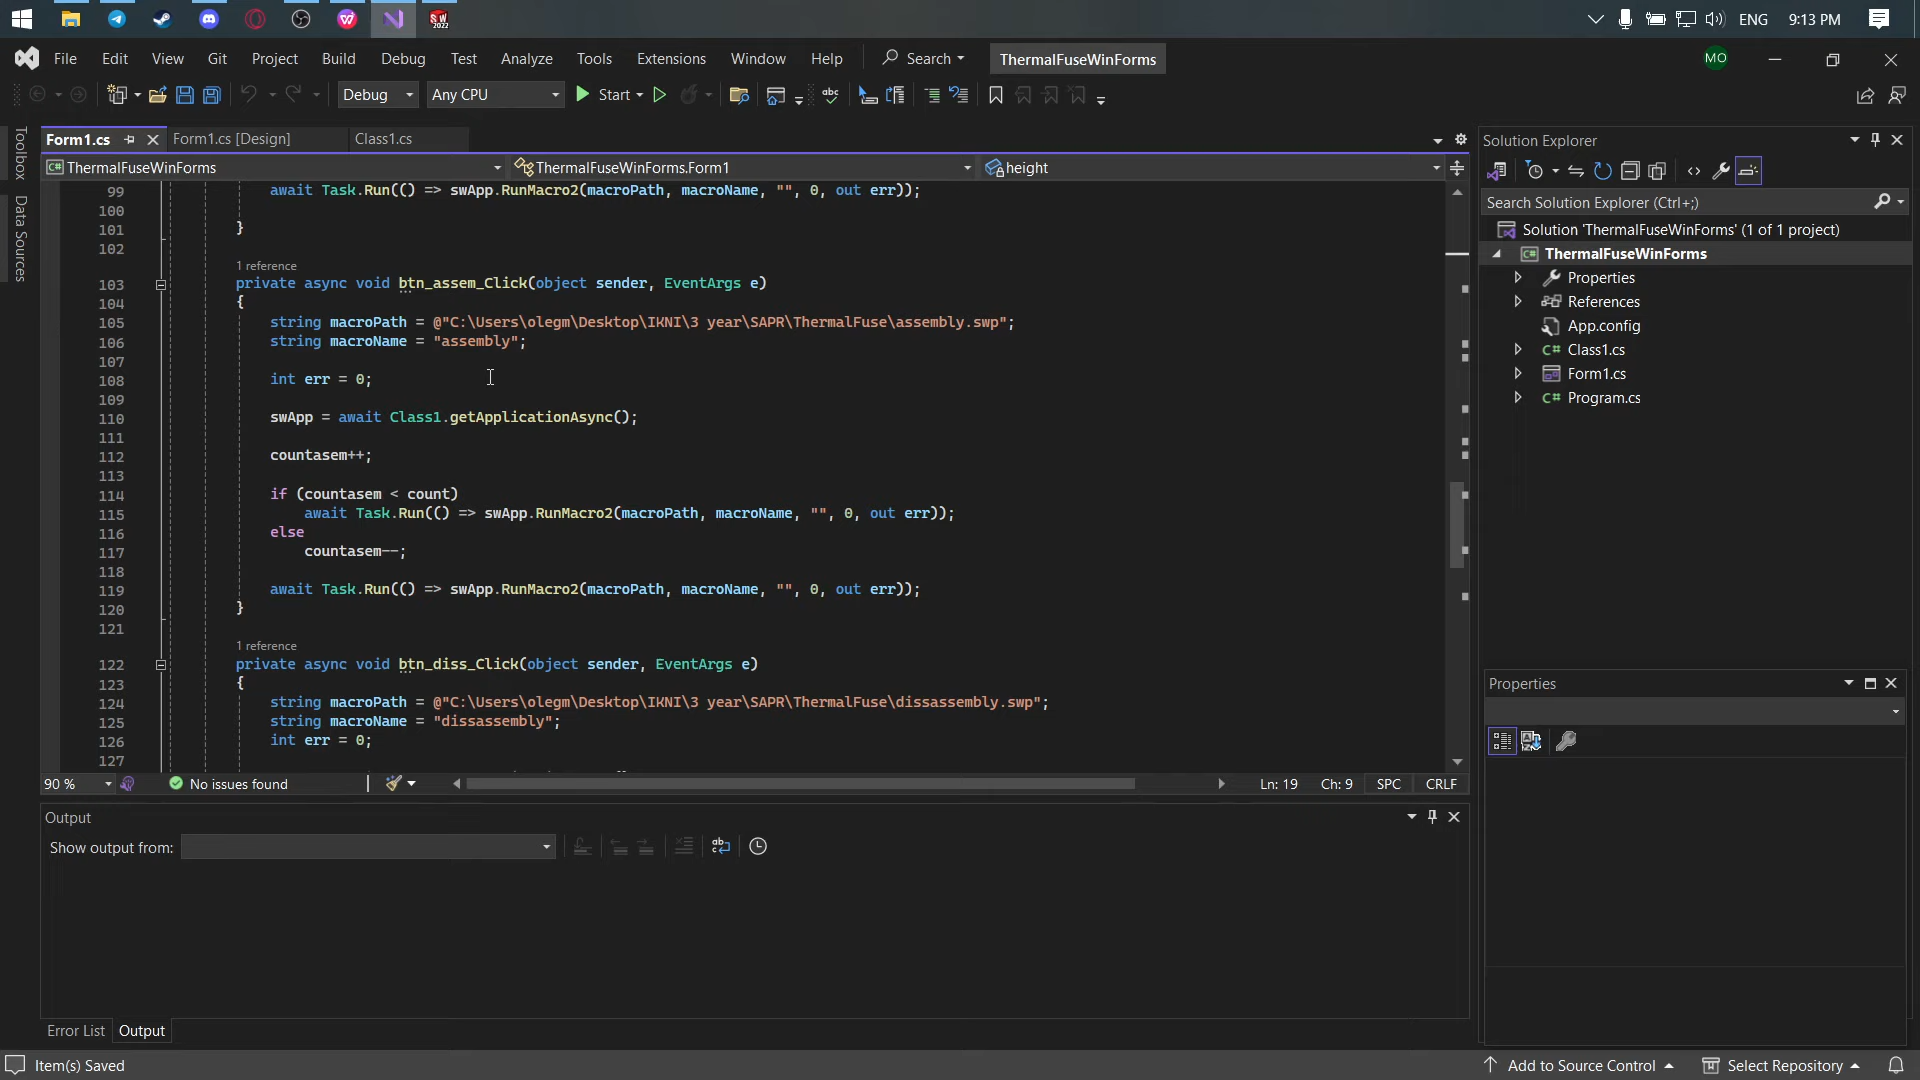 SW
2022
ENG
9:13 PM
File Edit View Git Project Build Debug Test Analyze Tools Extensions Window Help Search ThermalFuseWinForms MO
Debug Any CPU Start
Toolbox
Data Sources
Form1.cs Form1.cs [Design] Class1.cs
C# ThermalFuseWinForms ThermalFuseWinForms.Form1 height
99 await Task.Run(() => swApp.RunMacro2(macroPath, macroName, "", 0, out err));
100
101 }
102
1 reference
103 private async void btn_assem_Click(object sender, EventArgs e)
104 {
105 string macroPath = @"C:\Users\olegm\Desktop\IKNI\3 year\SAPR\ThermalFuse\assembly.swp";
106 string macroName = "assembly";
107
108 int err = 0;
109
110 swApp = await Class1.getApplicationAsync();
111
112 countasem++;
113
114 if (countasem < count)
115 await Task.Run(() => swApp.RunMacro2(macroPath, macroName, "", 0, out err));
116 else
117 countasem--;
118
119 await Task.Run(() => swApp.RunMacro2(macroPath, macroName, "", 0, out err));
120 }
121
1 reference
122 private async void btn_diss_Click(object sender, EventArgs e)
123 {
124 string macroPath = @"C:\Users\olegm\Desktop\IKNI\3 year\SAPR\ThermalFuse\dissassembly.swp";
125 string macroName = "dissassembly";
126 int err = 0;
127
90 % No issues found Ln: 19 Ch: 9 SPC CRLF
Output
Show output from:
Error List Output
Solution Explorer
Search Solution Explorer (Ctrl+;)
Solution 'ThermalFuseWinForms' (1 of 1 project)
C# ThermalFuseWinForms
Properties
References
App.config
C# Class1.cs
Form1.cs
C# Program.cs
Properties
Item(s) Saved Add to Source Control Select Repository